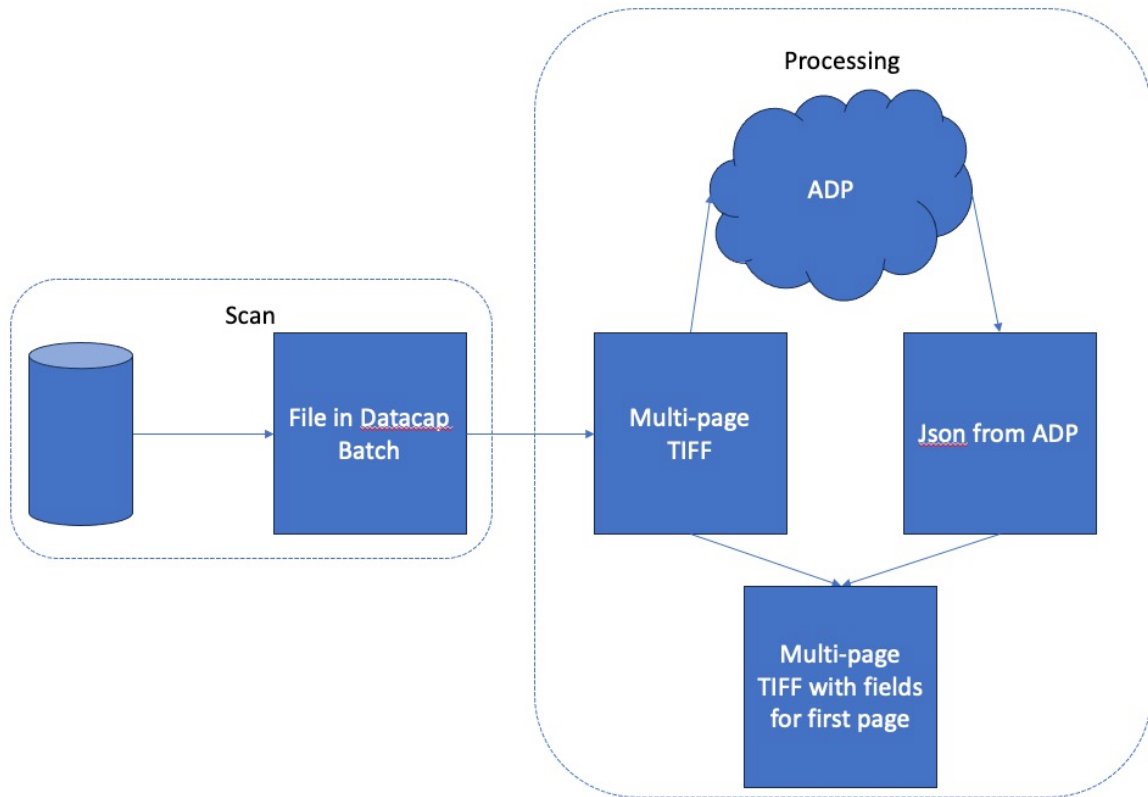 Processing
ADP
Scan
File in Datacap
Batch
Multi-page
TIFF
Json from ADP
Multi-page
TIFF with fields
for first page